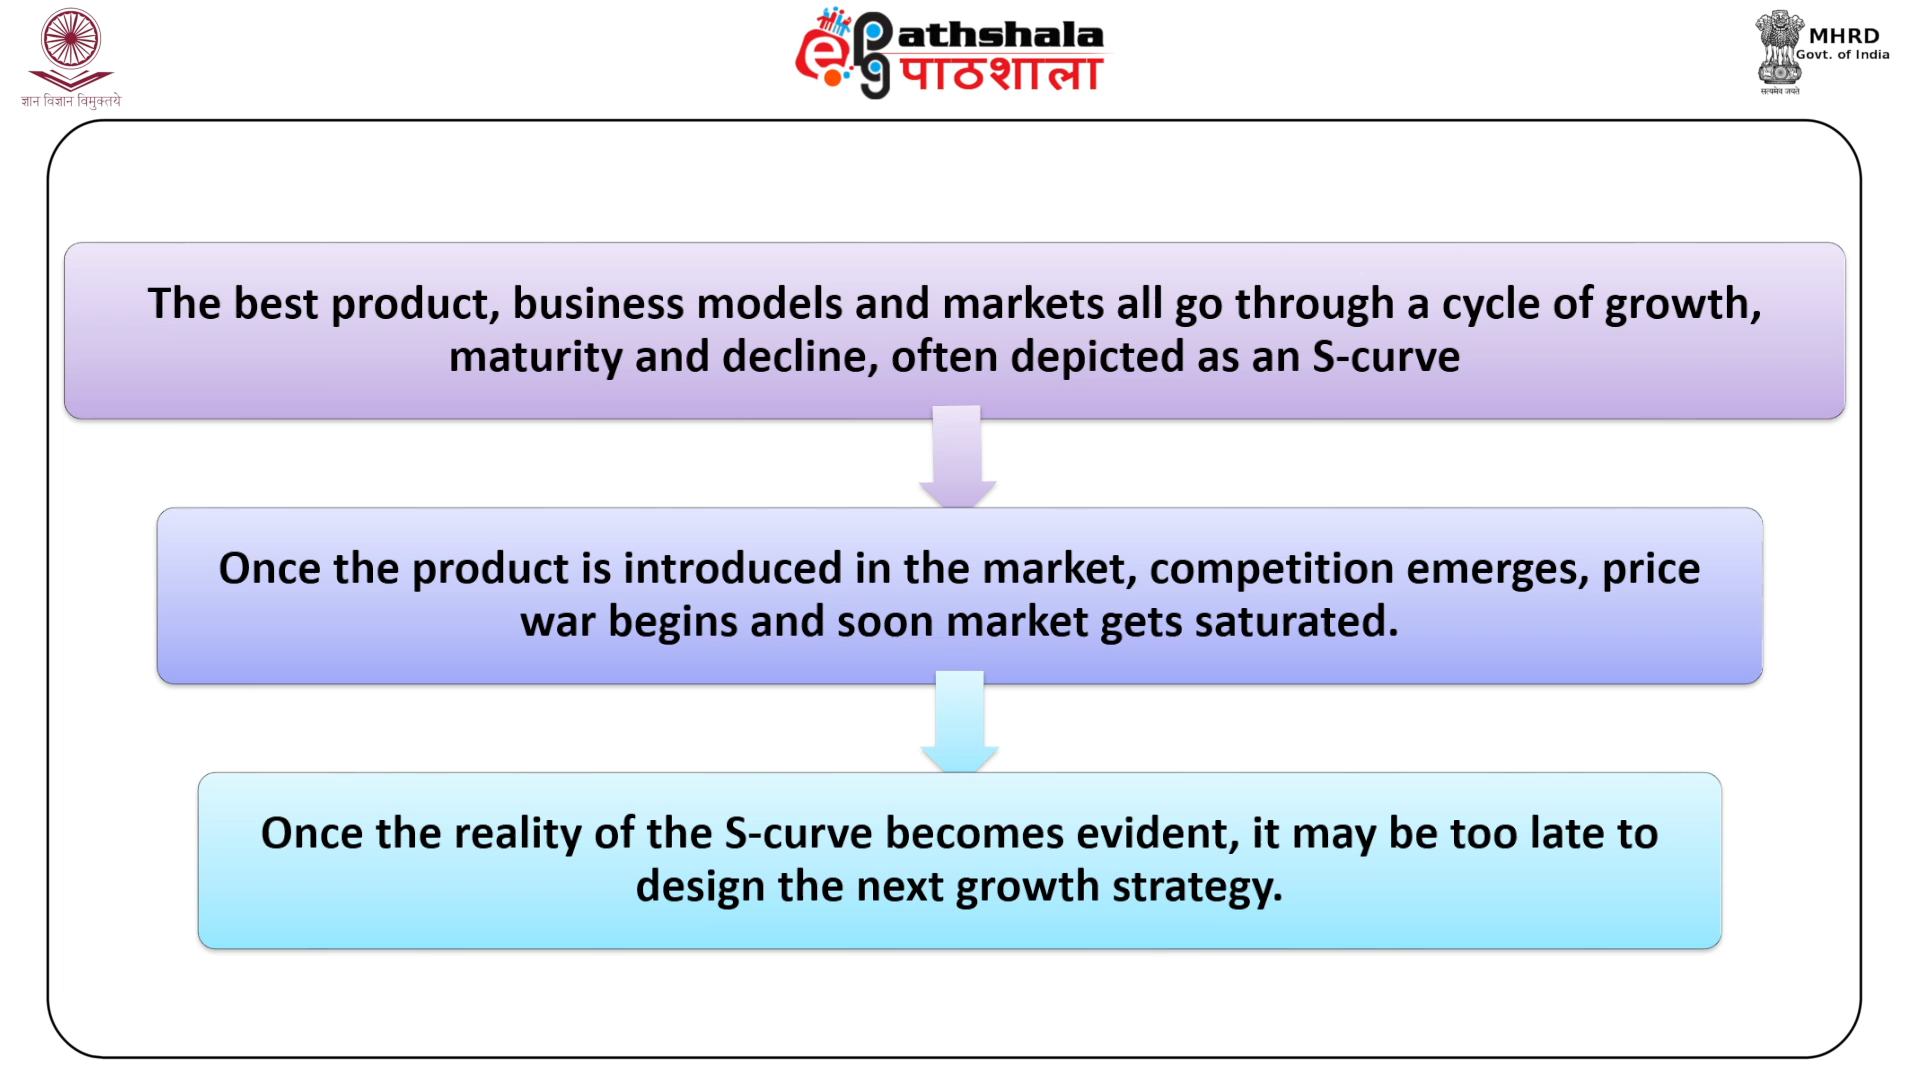 ज्ञान विज्ञान विमुक्तये
ePathshala
पाठशाला
MHRD
Govt. of India
सत्यमेव जयते
The best product, business models and markets all go through a cycle of growth,
maturity and decline, often depicted as an S-curve
Once the product is introduced in the market, competition emerges, price
war begins and soon market gets saturated.
Once the reality of the S-curve becomes evident, it may be too late to
design the next growth strategy.